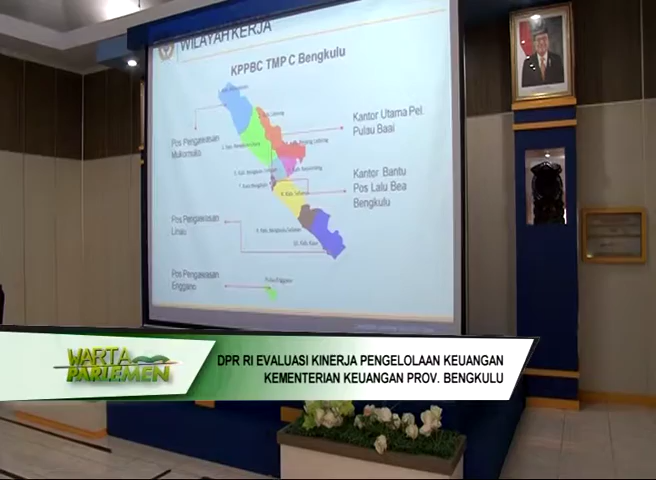 WILAYAH KERJA
KPPBC TMP C Bengkulu
Pos Pengawasan
Mukomuko
Kantor Utama Pel
Pulau Baai
Kantor Bantu
Pos Lalu Bea
Bengkulu
Pos Pengawasan
Linau
Pos Pengawasan
Enggano
WARTA
PARLEMEN
DPR RI EVALUASI KINERJA PENGELOLAAN KEUANGAN
KEMENTERIAN KEUANGAN PROV. BENGKULU